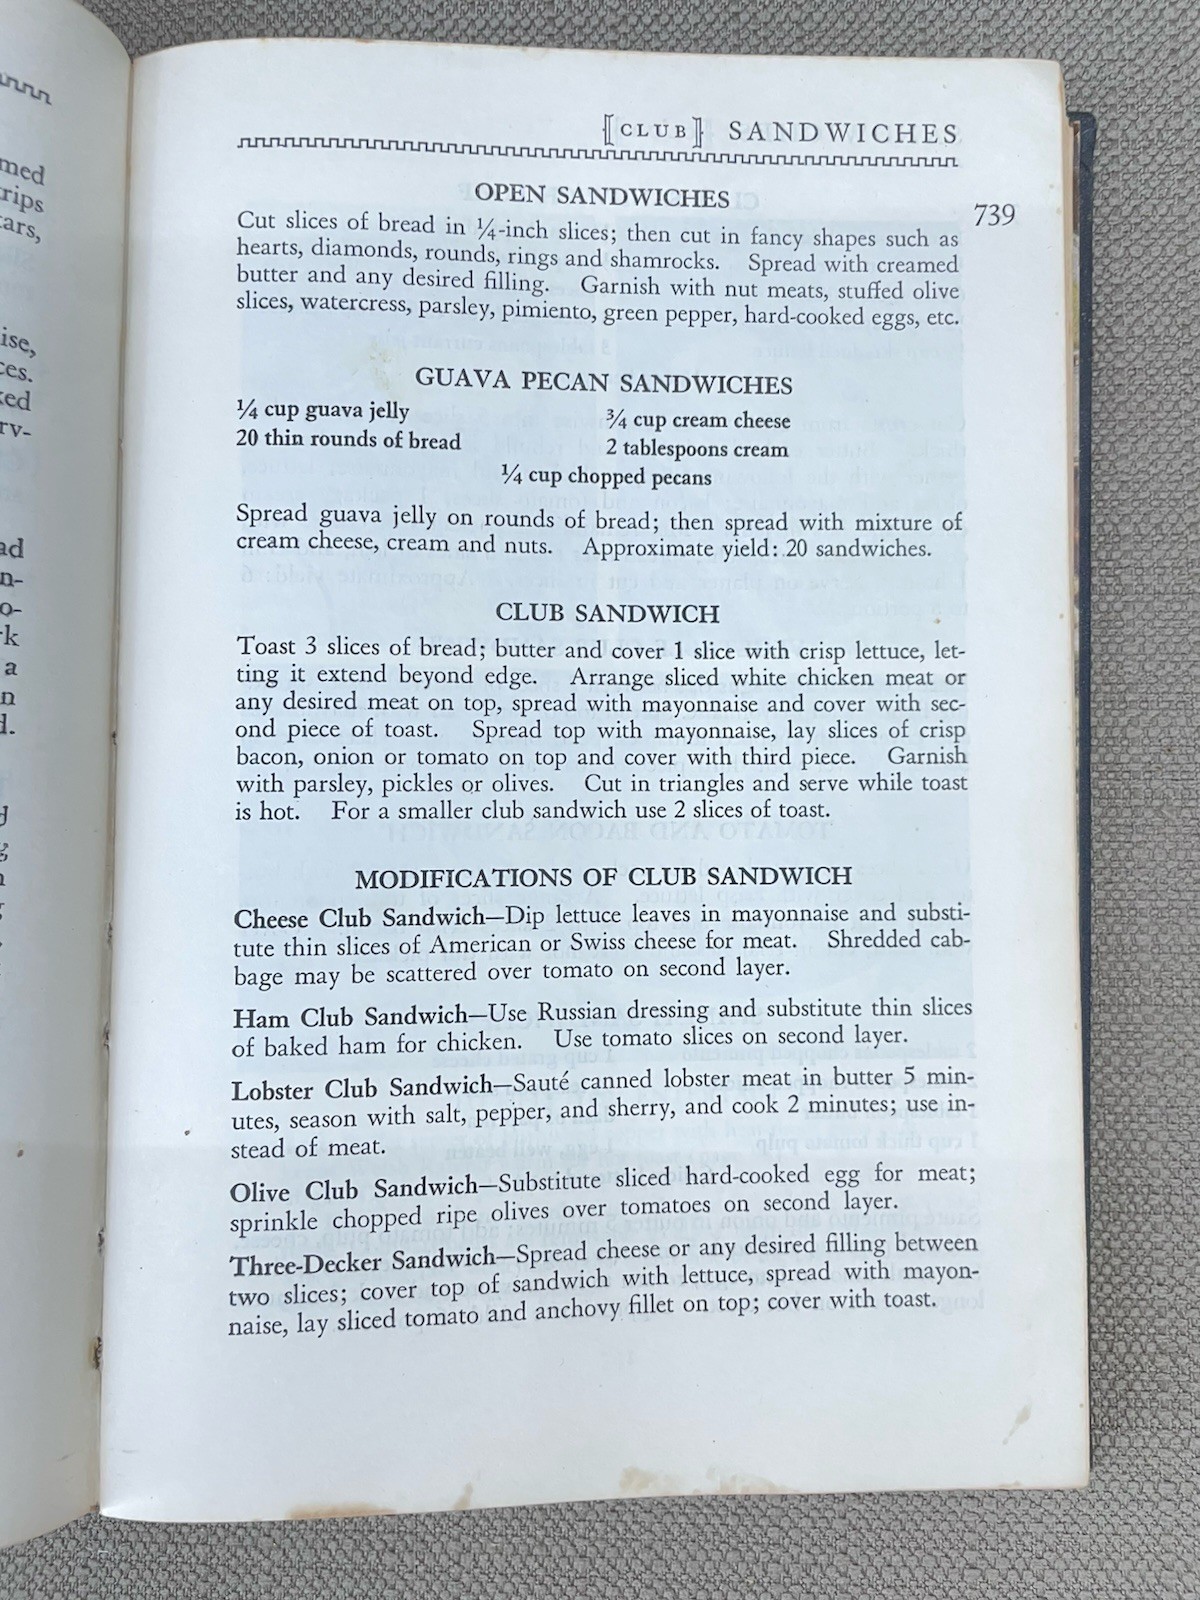 [CLUB] SANDWICHES
739
OPEN SANDWICHES
Cut slices of bread in ¼-inch slices; then cut in fancy shapes such as
hearts, diamonds, rounds, rings and shamrocks. Spread with creamed
butter and any desired filling. Garnish with nut meats, stuffed olive
slices, watercress, parsley, pimiento, green pepper, hard-cooked eggs, etc.
GUAVA PECAN SANDWICHES
¼ cup guava jelly
20 thin rounds of bread
¾ cup cream cheese
2 tablespoons cream
¼ cup chopped pecans
Spread guava jelly on rounds of bread; then spread with mixture of
cream cheese, cream and nuts. Approximate yield: 20 sandwiches.
CLUB SANDWICH
Toast 3 slices of bread; butter and cover 1 slice with crisp lettuce, let-
ting it extend beyond edge. Arrange sliced white chicken meat or
any desired meat on top, spread with mayonnaise and cover with sec-
ond piece of toast. Spread top with mayonnaise, lay slices of crisp
bacon, onion or tomato on top and cover with third piece. Garnish
with parsley, pickles or olives. Cut in triangles and serve while toast
is hot. For a smaller club sandwich use 2 slices of toast.
MODIFICATIONS OF CLUB SANDWICH
Cheese Club Sandwich—Dip lettuce leaves in mayonnaise and substi-
tute thin slices of American or Swiss cheese for meat. Shredded cab-
bage may be scattered over tomato on second layer.
Ham Club Sandwich—Use Russian dressing and substitute thin slices
of baked ham for chicken. Use tomato slices on second layer.
Lobster Club Sandwich—Sauté canned lobster meat in butter 5 min-
utes, season with salt, pepper, and sherry, and cook 2 minutes; use in-
stead of meat.
Olive Club Sandwich—Substitute sliced hard-cooked egg for meat;
sprinkle chopped ripe olives over tomatoes on second layer.
Three-Decker Sandwich—Spread cheese or any desired filling between
two slices; cover top of sandwich with lettuce, spread with mayon-
naise, lay sliced tomato and anchovy fillet on top; cover with toast.